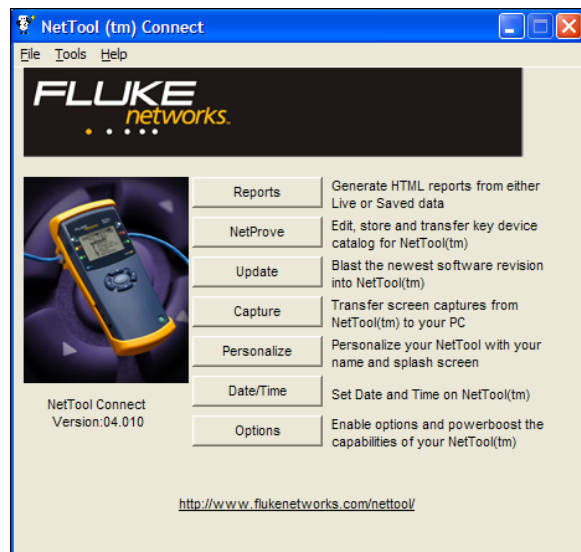 NetTool (tm) Connect
File Tools Help
FLUKE
networks.
Reports
Generate HTML reports from either
Live or Saved data
NetProve
Edit, store and transfer key device
catalog for NetTool(tm)
Update
Blast the newest software revision
into NetTool(tm)
Capture
Transfer screen captures from
NetTool(tm) to your PC
Personalize
Personalize your NetTool with your
name and splash screen
Date/Time
Set Date and Time on NetTool(tm)
Options
Enable options and powerboost the
capabilities of your NetTool(tm)
NetTool Connect
Version:04.010
http://www.flukenetworks.com/nettool/